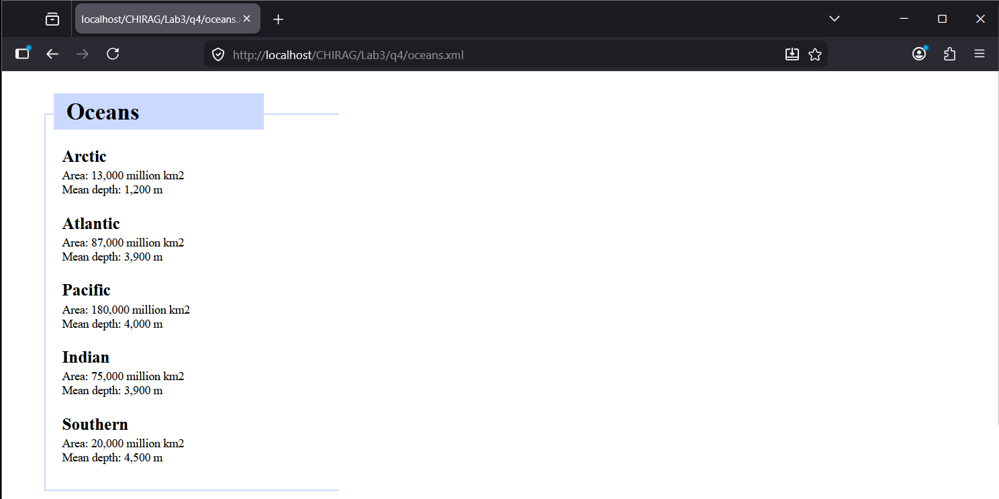 localhost/CHIRAG/Lab3/q4/oceans.
http://localhost/CHIRAG/Lab3/q4/oceans.xml
Oceans
Arctic
Area: 13,000 million km2
Mean depth: 1,200 m
Atlantic
Area: 87,000 million km2
Mean depth: 3,900 m
Pacific
Area: 180,000 million km2
Mean depth: 4,000 m
Indian
Area: 75,000 million km2
Mean depth: 3,900 m
Southern
Area: 20,000 million km2
Mean depth: 4,500 m